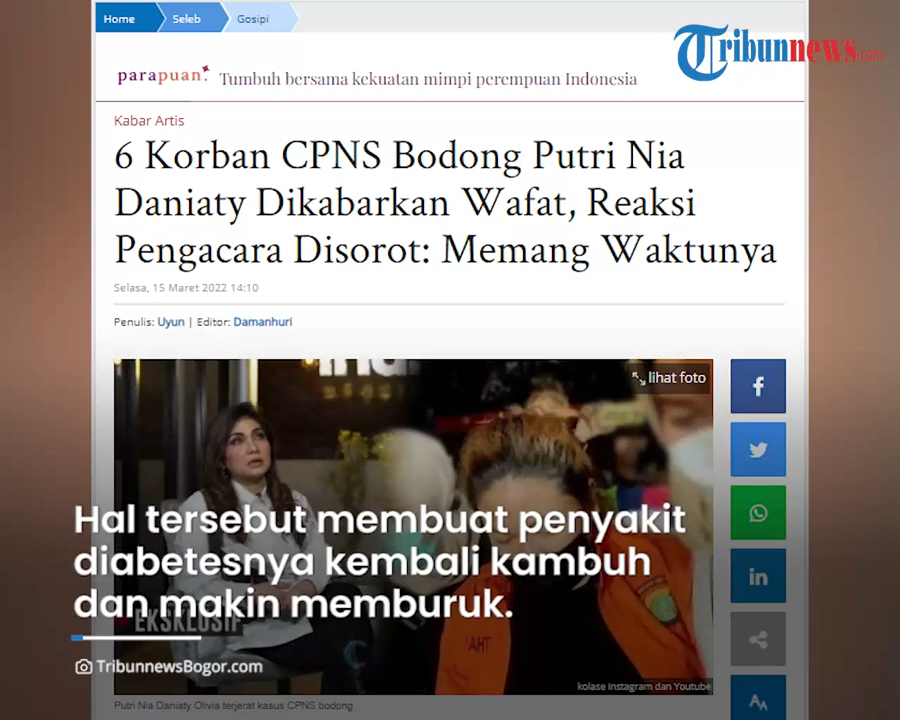 Home Seleb Gosipi
Tribunnews.com
parapuan. Tumbuh bersama kekuatan mimpi perempuan Indonesia
Kabar Artis
6 Korban CPNS Bodong Putri Nia
Daniaty Dikabarkan Wafat, Reaksi
Pengacara Disorot: Memang Waktunya
Selasa, 15 Maret 2022 14:10
Penulis: Uyun | Editor: Damanhuri
lihat foto
Hal tersebut membuat penyakit
diabetesnya kembali kambuh
dan makin memburuk.
EKSKLUSIF
AHT
TribunnewsBogor.com
kolase Instagram dan Youtube
AA
Putri Nia Daniaty Olivia terjerat kasus CPNS bodong